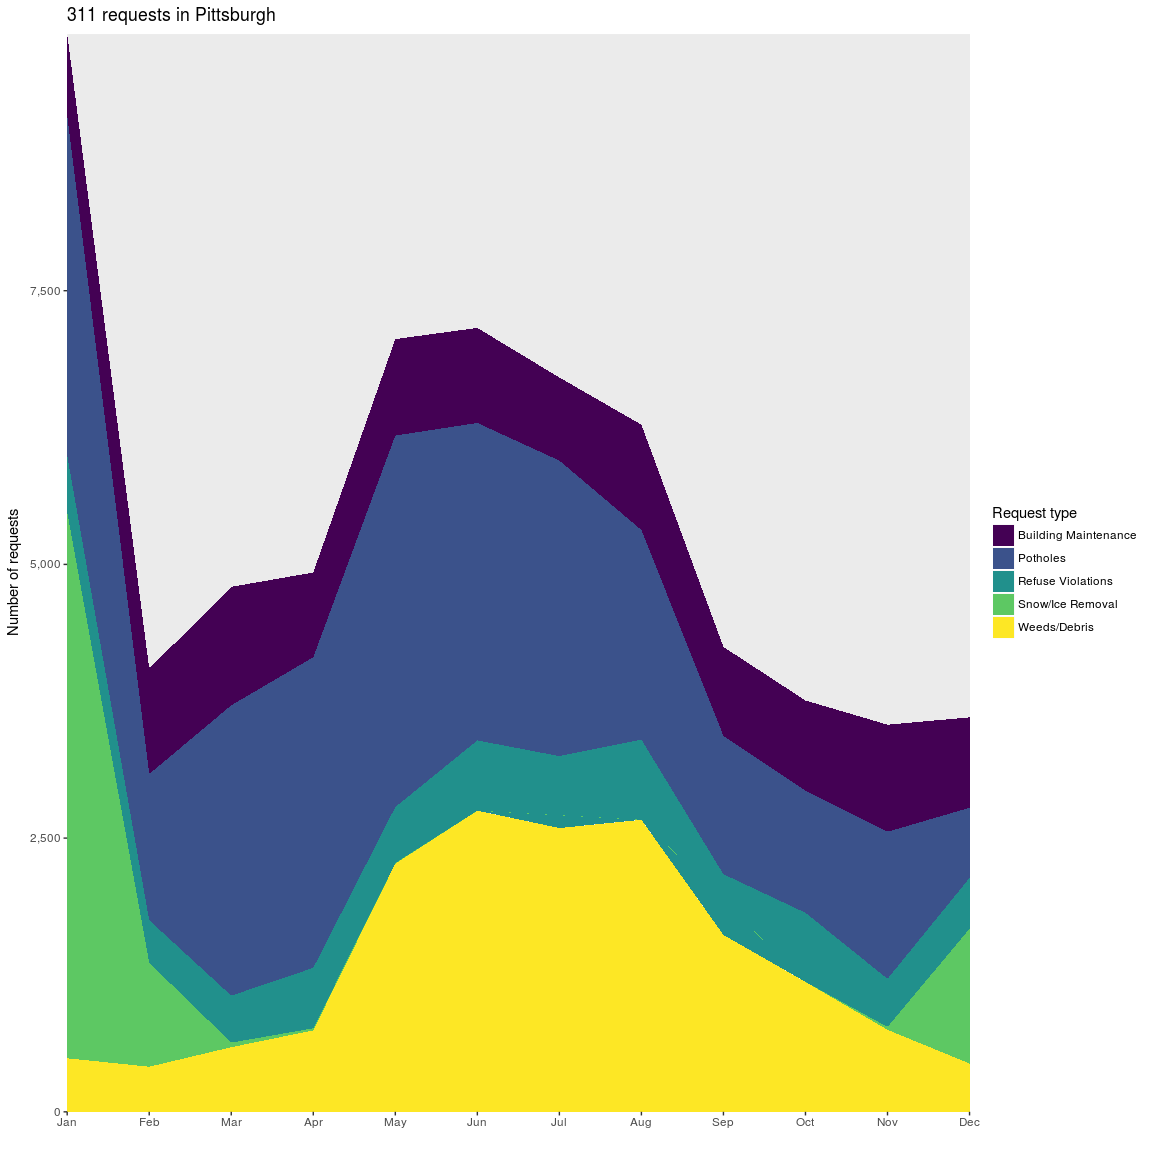 311 requests in Pittsburgh
Number of requests
7,500
5,000
2,500
0
Jan Feb Mar Apr May Jun Jul Aug Sep Oct Nov Dec
Request type
Building Maintenance
Potholes
Refuse Violations
Snow/Ice Removal
Weeds/Debris